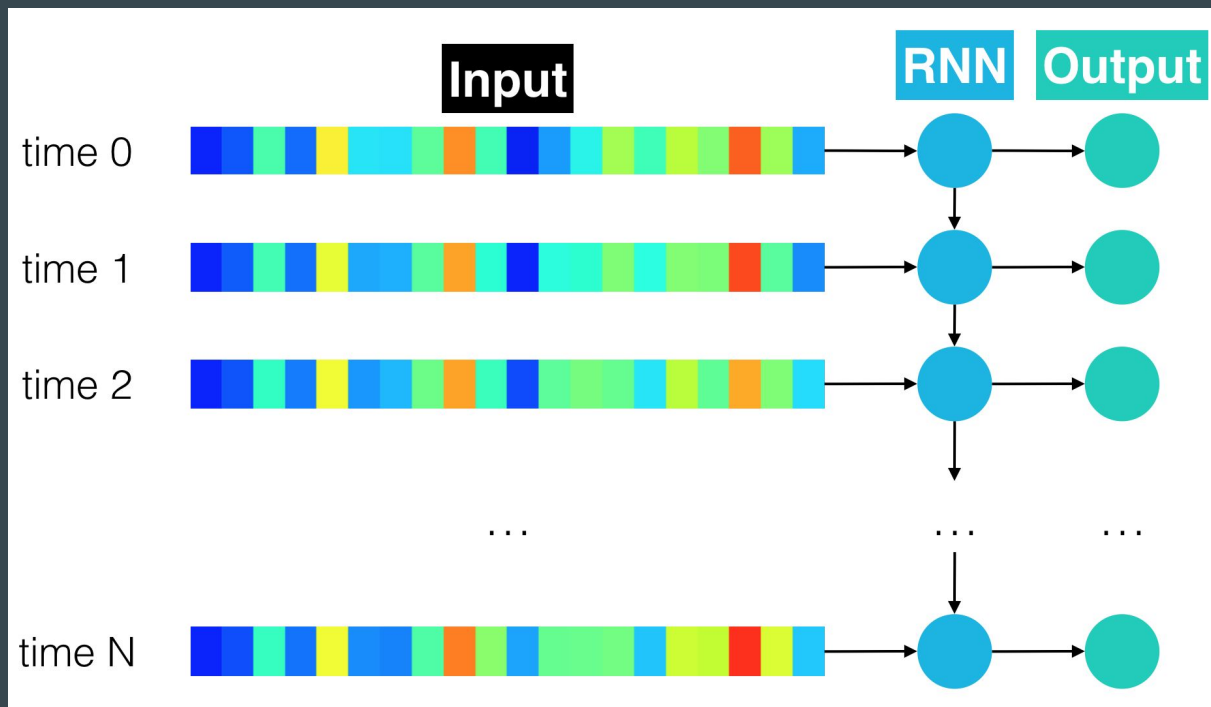 Input
RNN
Output
time 0
time 1
time 2
... ... ...
time N